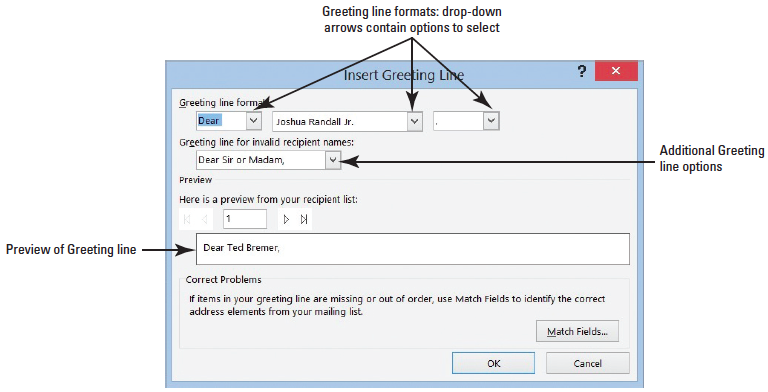 Greeting line formats: drop-down
arrows contain options to select
Insert Greeting Line
?
Greeting line format:
Dear
Joshua Randall Jr.
,
Greeting line for invalid recipient names:
Dear Sir or Madam,
Additional Greeting
line options
Preview
Here is a preview from your recipient list:
1
Preview of Greeting line
Dear Ted Bremer,
Correct Problems
If items in your greeting line are missing or out of order, use Match Fields to identify the correct
address elements from your mailing list.
Match Fields...
OK
Cancel